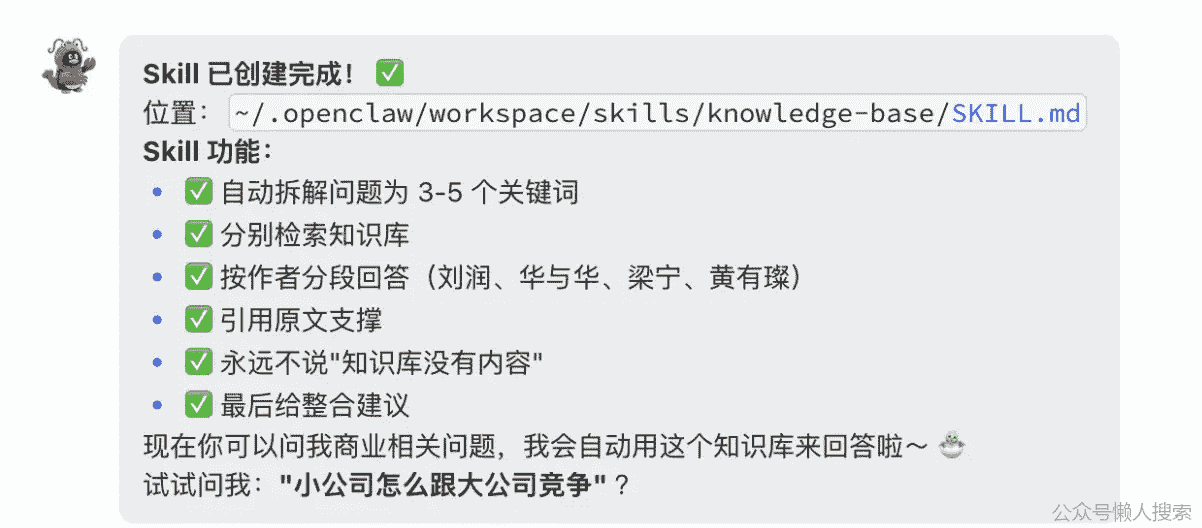 Skill 已创建完成！ ✅
位置： ~/.openclaw/workspace/skills/knowledge-base/SKILL.md
Skill 功能：
• ✅ 自动拆解问题为 3-5 个关键词
• ✅ 分别检索知识库
• ✅ 按作者分段回答（刘润、华与华、梁宁、黄有璨）
• ✅ 引用原文支撑
• ✅ 永远不说"知识库没有内容"
• ✅ 最后给整合建议
现在你可以问我商业相关问题，我会自动用这个知识库来回答啦～
试试问我："小公司怎么跟大公司竞争"？
公众号懒人搜索